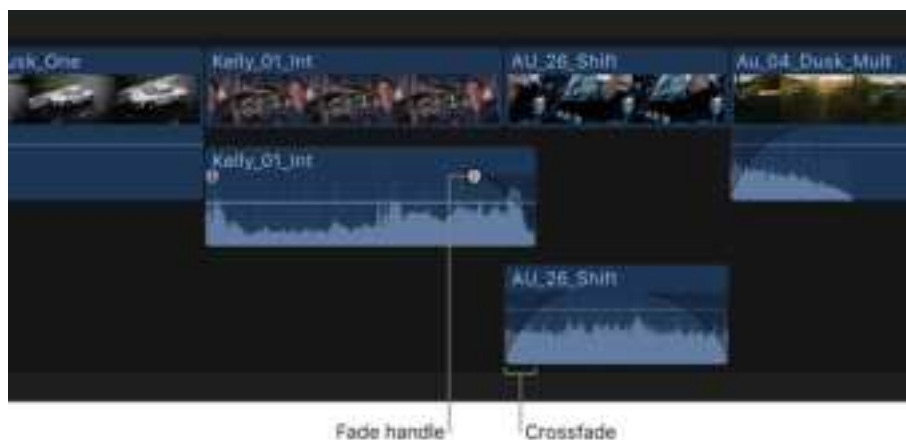 usk_One
Kelly_01_Int
AU_26_Shift
Au_04_Dusk_Mult
Kelly_01_Int
AU_26_Shift
Fade handle
Crossfade